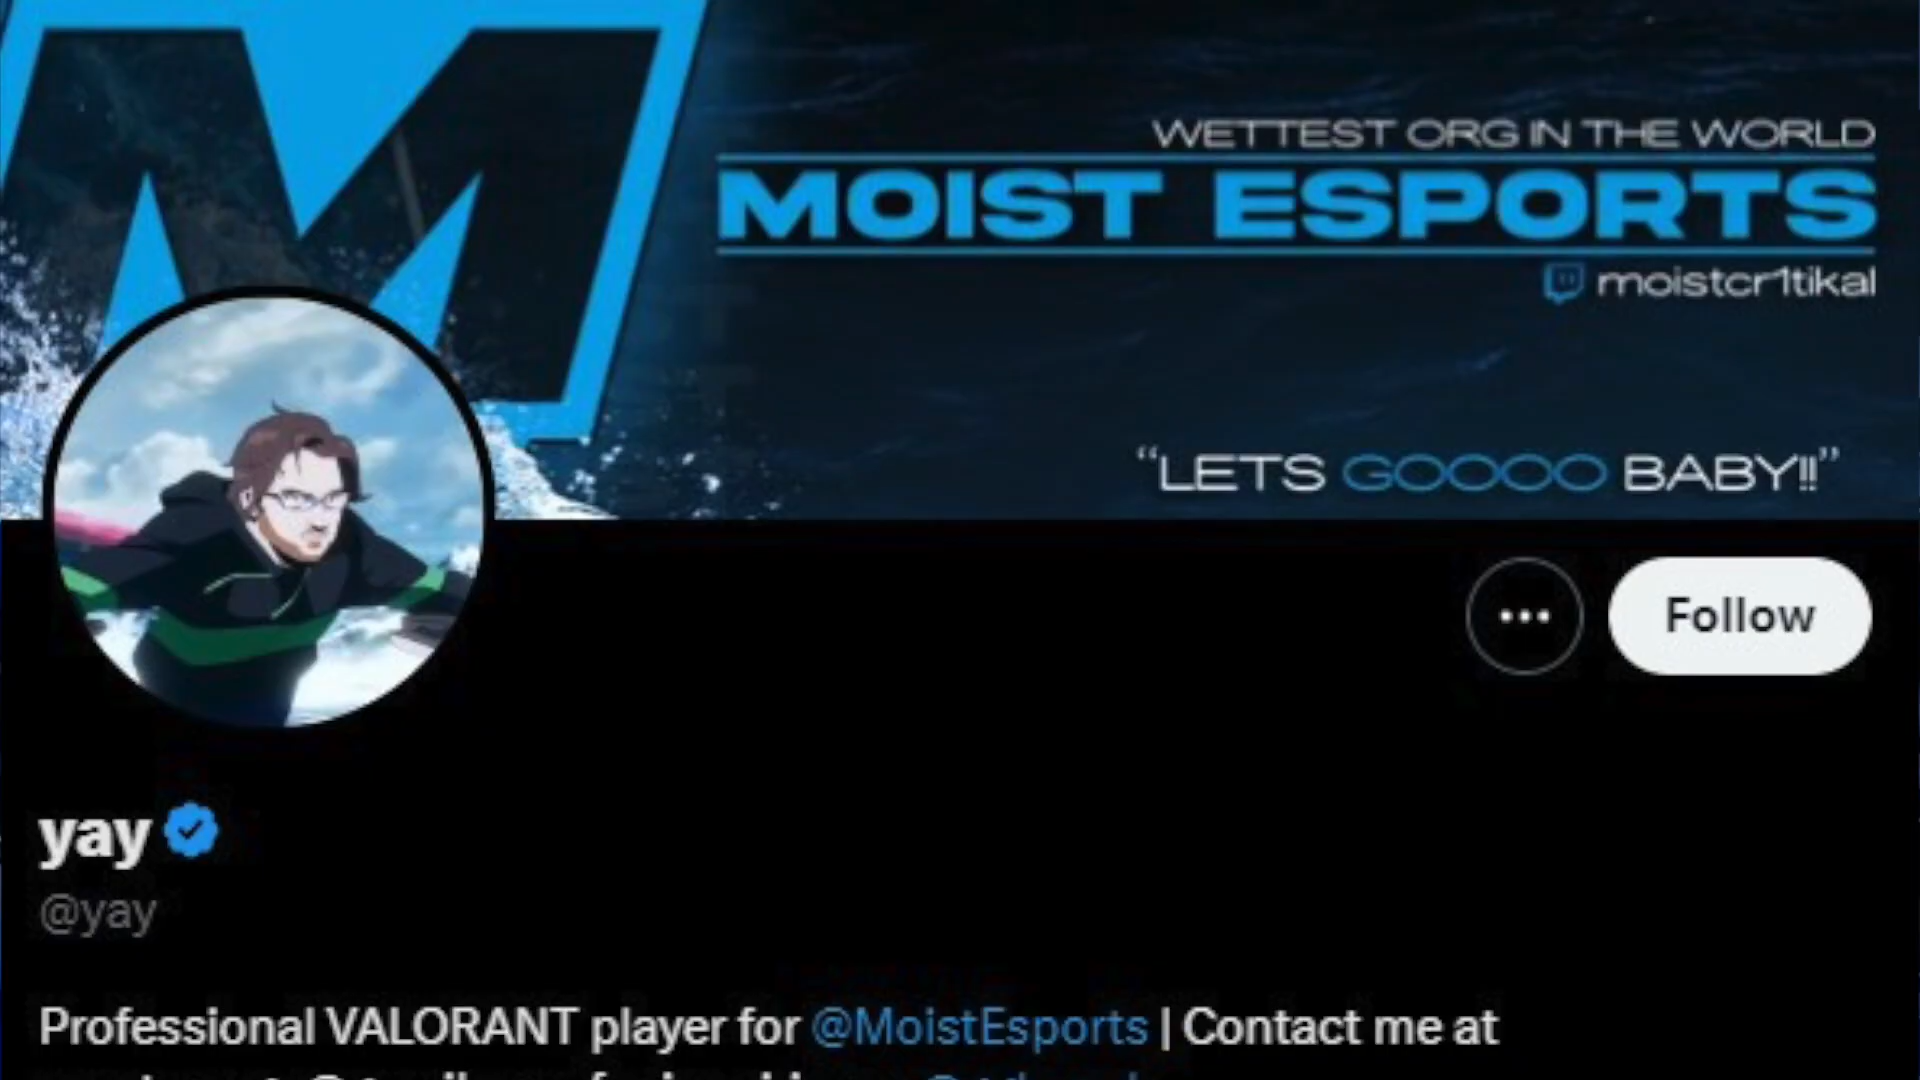 WETTEST ORG IN THE WORLD
MOIST ESPORTS
moistcr1tikal
“LETS GOOOO BABY!!”
Follow
yay
@yay
Professional VALORANT player for @MoistEsports | Contact me at